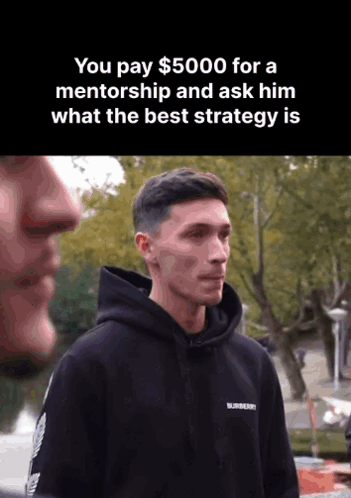 You pay $5000 for a
mentorship and ask him
what the best strategy is
BURBERRY